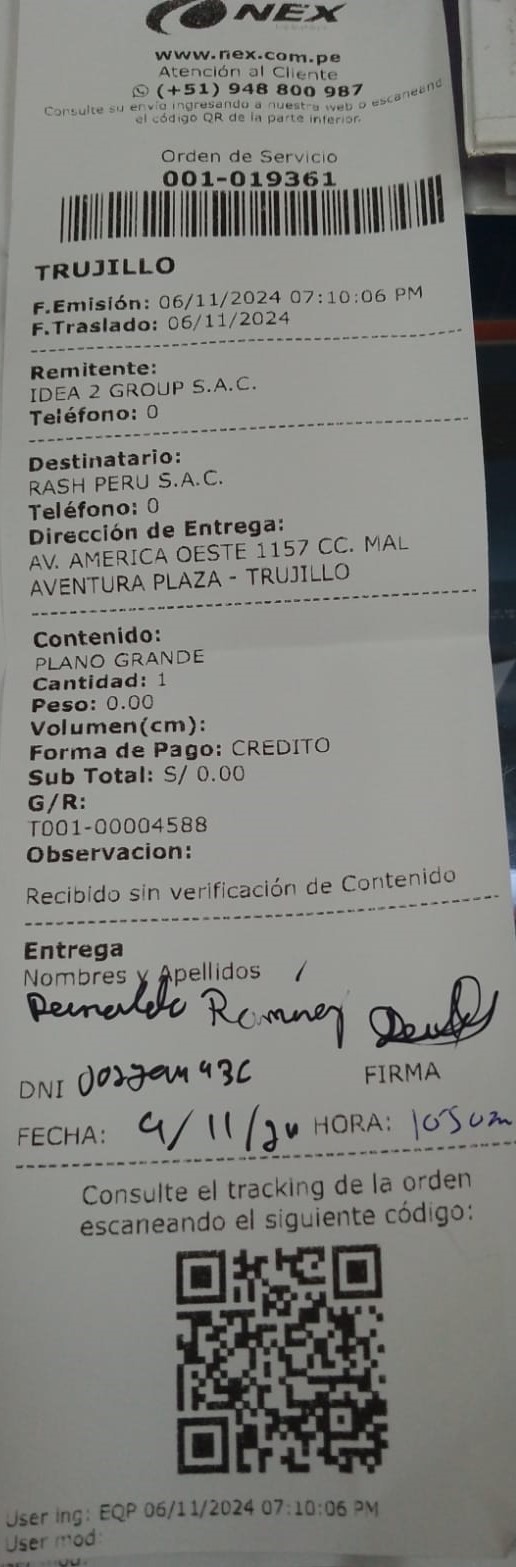 NEX
www.nex.com.pe
Atención al Cliente
(+51) 948 800 987
Consulte su envío ingresando a nuestra web o escaneand
el código QR de la parte inferior.
Orden de Servicio
001-019361
TRUJILLO
F.Emisión: 06/11/2024 07:10:06 PM
F.Traslado: 06/11/2024
Remitente:
IDEA 2 GROUP S.A.C.
Teléfono: 0
Destinatario:
RASH PERU S.A.C.
Teléfono: 0
Dirección de Entrega:
AV. AMERICA OESTE 1157 CC. MAL
AVENTURA PLAZA - TRUJILLO
Contenido:
PLANO GRANDE
Cantidad: 1
Peso: 0.00
Volumen(cm):
Forma de Pago: CREDITO
Sub Total: S/ 0.00
G/R:
T001-00004588
Observacion:
Recibido sin verificación de Contenido
Entrega
Nombres y Apellidos
DNI
FIRMA
FECHA: 9/11/24 HORA:
Consulte el tracking de la orden
escaneando el siguiente código:
User ing: EQP 06/11/2024 07:10:06 PM
User mod: